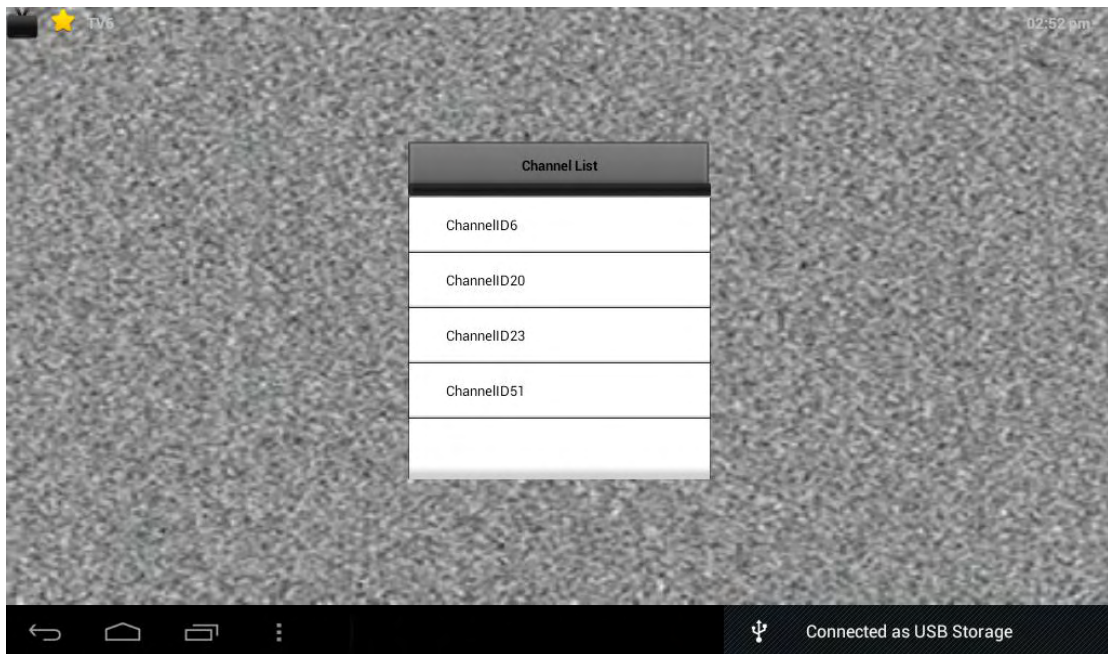 TV6
02:52 pm
Channel List
ChannelID6
ChannelID20
ChannelID23
ChannelID51
Connected as USB Storage